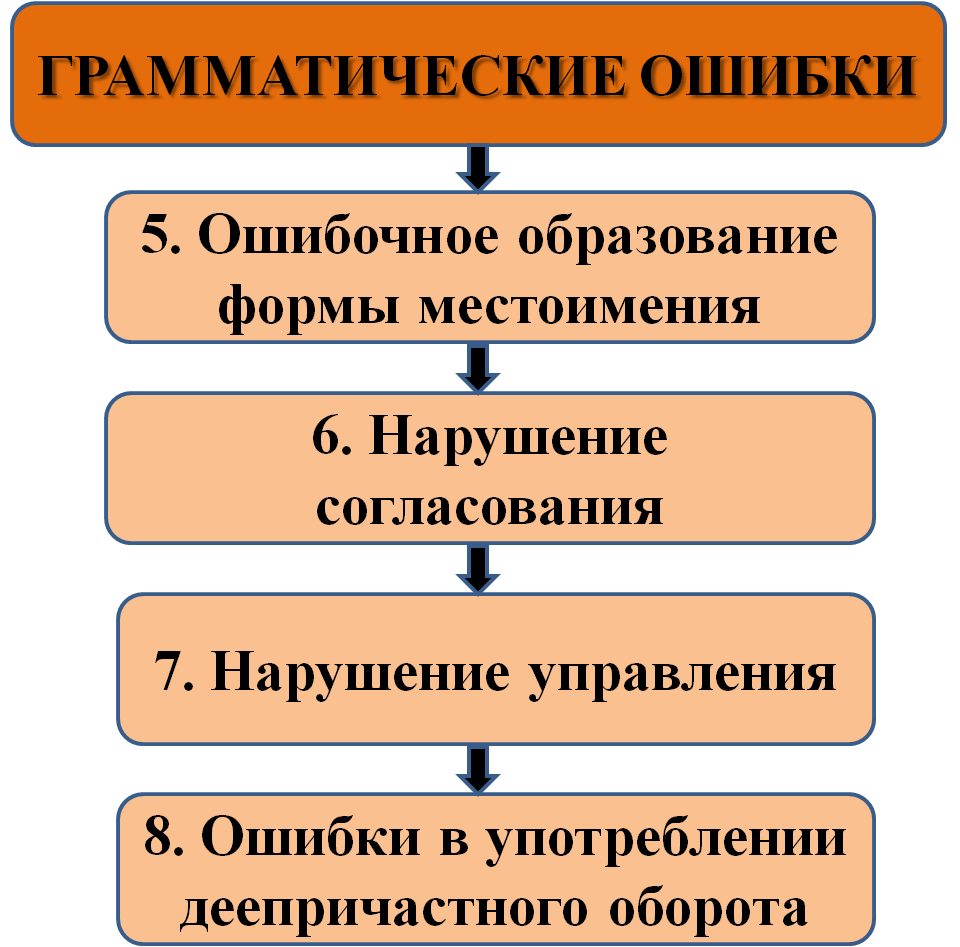 ГРАММАТИЧЕСКИЕ ОШИБКИ
5. Ошибочное образование
формы местоимения
6. Нарушение
согласования
7. Нарушение управления
8. Ошибки в употреблении
деепричастного оборота